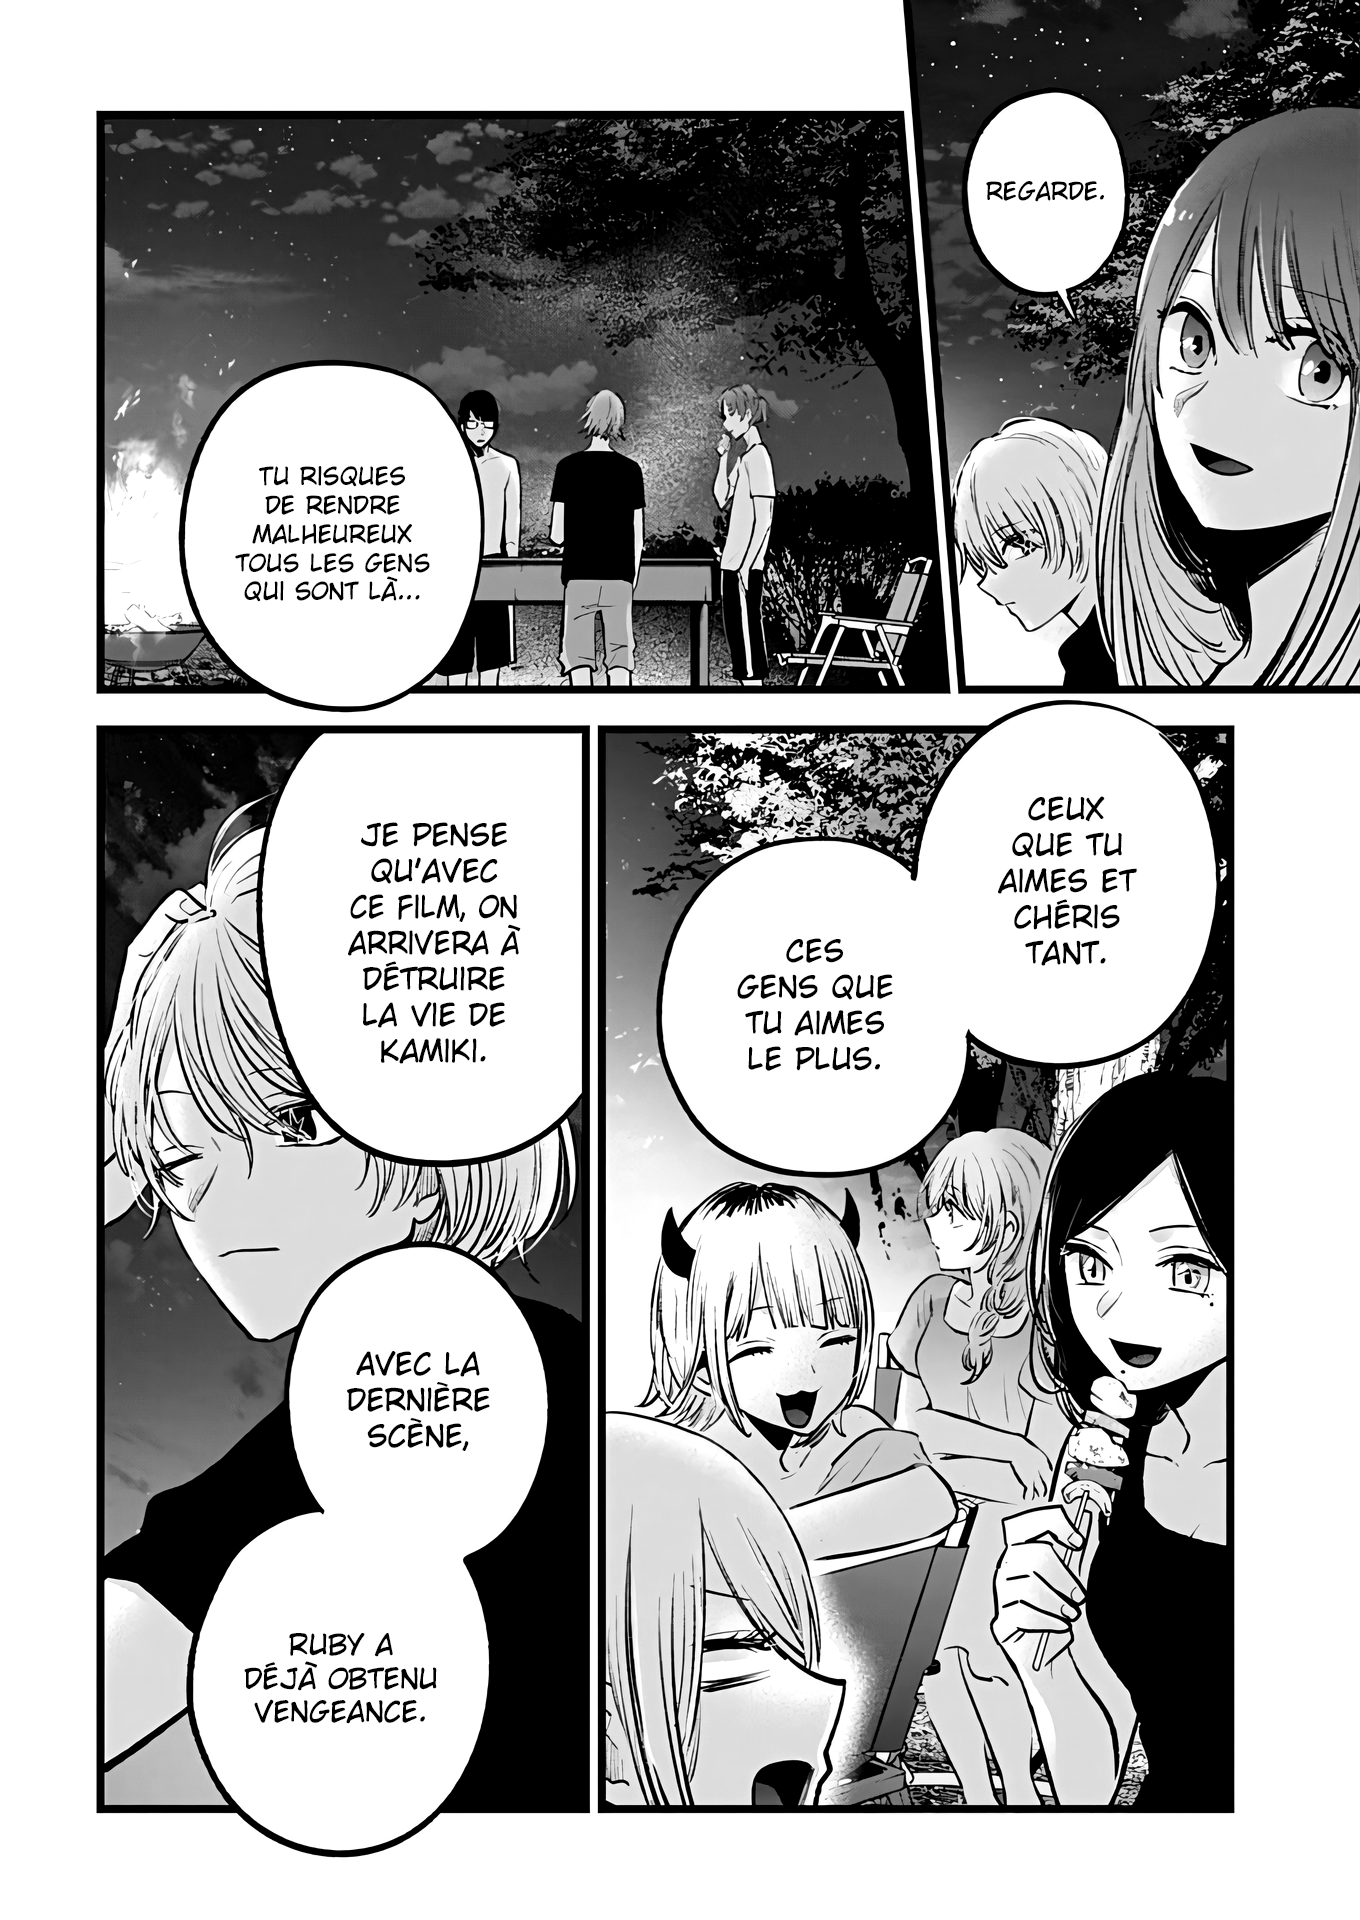 REGARDE.
TU RISQUES
DE RENDRE
MALHEUREUX
TOUS LES GENS
QUI SONT LÀ...
CEUX
QUE TU
AIMES ET
CHÉRIS
TANT.
CES
GENS QUE
TU AIMES
LE PLUS.
JE PENSE
QU'AVEC
CE FILM, ON
ARRIVERA À
DÉTRUIRE
LA VIE DE
KAMIKI.
AVEC LA
DERNIÈRE
SCÈNE,
RUBY A
DÉJÀ OBTENU
VENGEANCE.